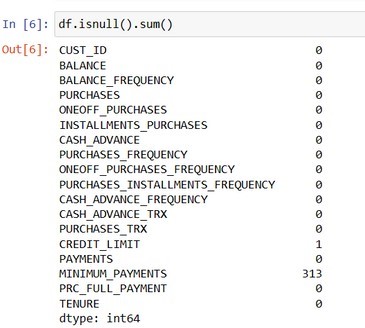 In [6]: df.isnull().sum()
Out[6]: CUST_ID 0
BALANCE 0
BALANCE_FREQUENCY 0
PURCHASES 0
ONEOFF_PURCHASES 0
INSTALLMENTS_PURCHASES 0
CASH_ADVANCE 0
PURCHASES_FREQUENCY 0
ONEOFF_PURCHASES_FREQUENCY 0
PURCHASES_INSTALLMENTS_FREQUENCY 0
CASH_ADVANCE_FREQUENCY 0
CASH_ADVANCE_TRX 0
PURCHASES_TRX 0
CREDIT_LIMIT 1
PAYMENTS 0
MINIMUM_PAYMENTS 313
PRC_FULL_PAYMENT 0
TENURE 0
dtype: int64